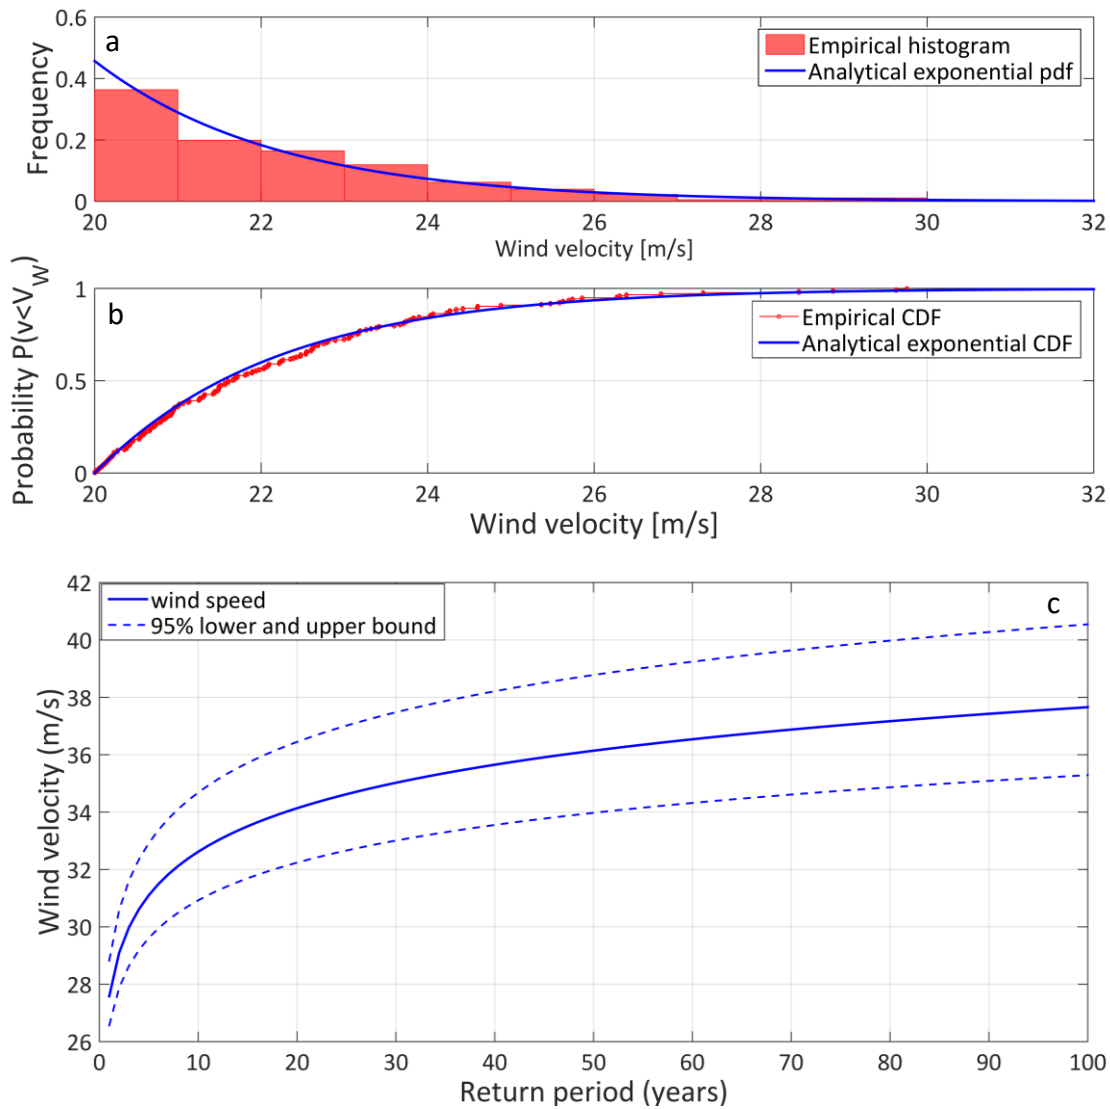 a
0.6
0.4
0.2
0
Frequency
Empirical histogram
Analytical exponential pdf
20 22 24 26 28 30 32
Wind velocity [m/s]
b
1
0.5
0
Probability P(v<V_W)
Empirical CDF
Analytical exponential CDF
20 22 24 26 28 30 32
Wind velocity [m/s]
c
42
40
38
36
34
32
30
28
26
Wind velocity (m/s)
wind speed
95% lower and upper bound
0 10 20 30 40 50 60 70 80 90 100
Return period (years)